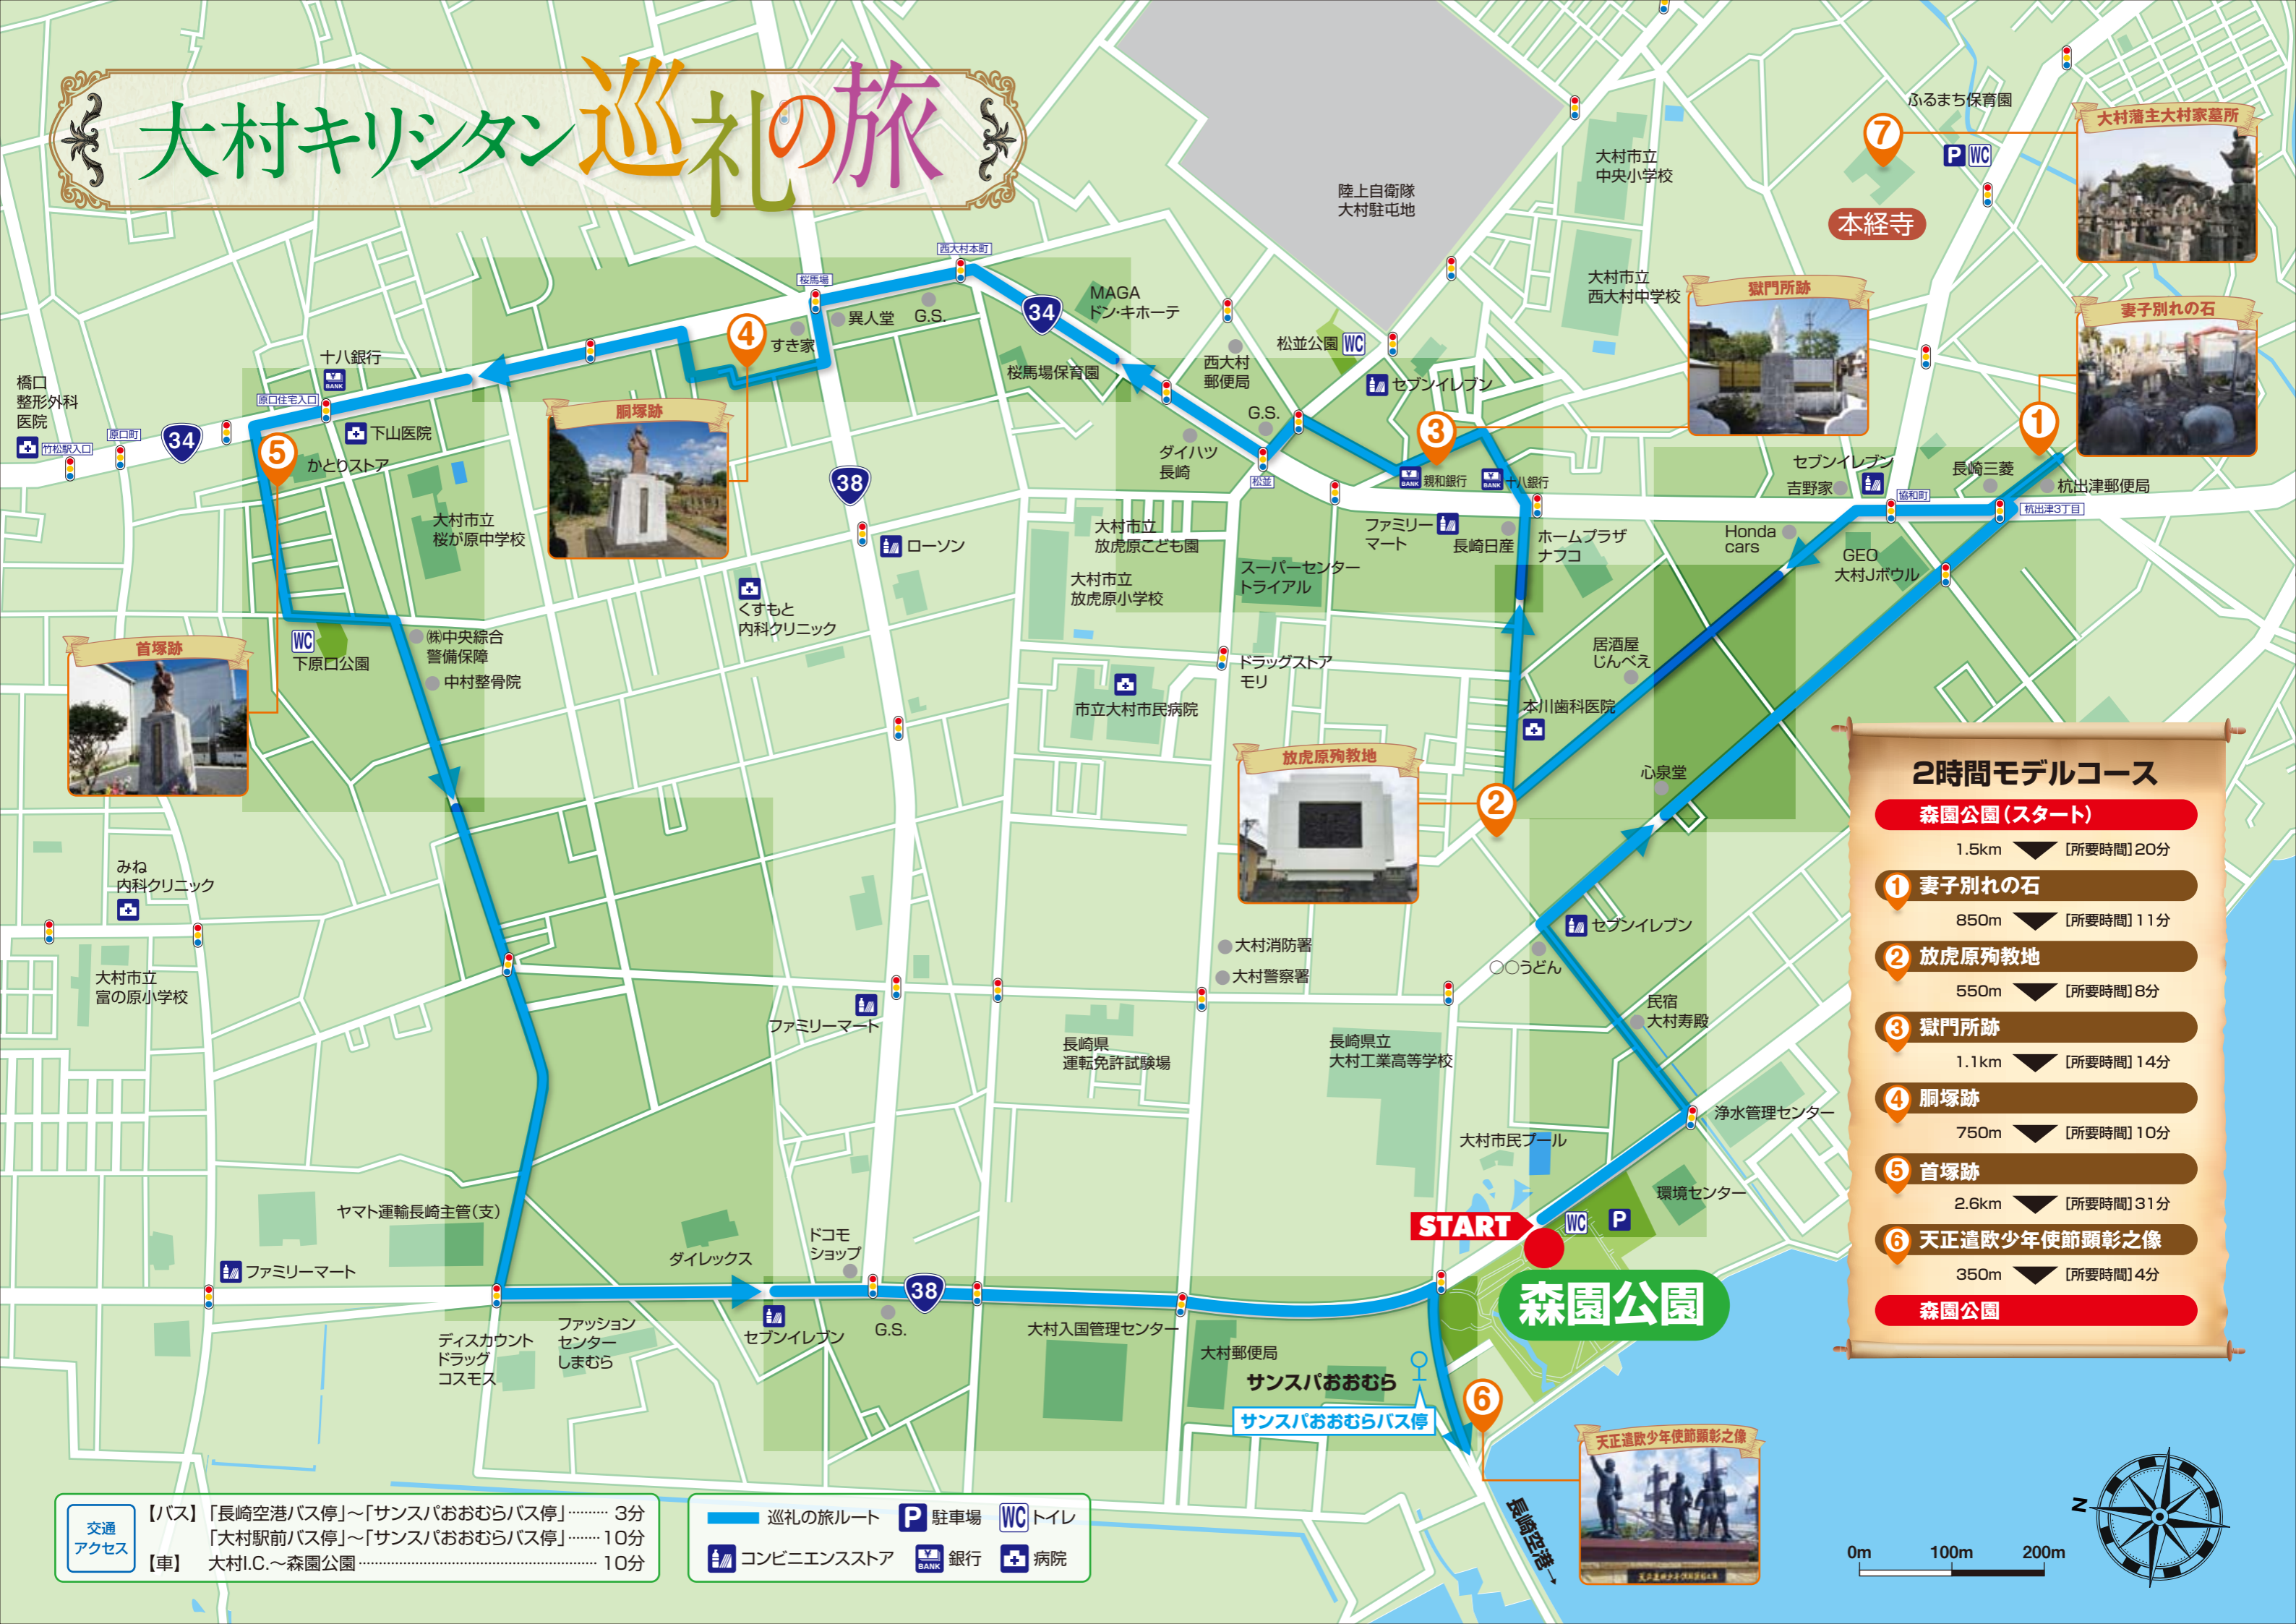 大村キリシタン巡礼の旅
陸上自衛隊
大村駐屯地
大村市立
中央小学校
大村市立
西大村中学校
ふるまち保育園
P WC
7
本経寺
大村藩主大村家墓所
獄門所跡
妻子別れの石
1
西大村本町
桜馬場
異人堂
G.S.
34
MAGA
ドン・キホーテ
4
すき家
松並公園
WC
西大村
郵便局
桜馬場保育園
セブンイレブン
G.S.
3
ダイハツ
長崎
松並
BANK
親和銀行
BANK
十八銀行
十八銀行
BANK
原口住宅入口
橋口
整形外科
医院
竹松駅入口
原口町
34
下山医院
5
かとりストア
胴塚跡
38
セブンイレブン
吉野家
協和町
長崎三菱
杭出津郵便局
杭出津3丁目
大村市立
桜が原中学校
ローソン
大村市立
放虎原こども園
ファミリー
マート
長崎日産
ホームプラザ
ナフコ
Honda
cars
GEO
大村Jボウル
大村市立
放虎原小学校
スーパーセンター
トライアル
くすもと
内科クリニック
首塚跡
WC
下原口公園
㈱中央綜合
警備保障
中村整骨院
ドラッグストア
モリ
市立大村市民病院
居酒屋
じんべえ
本川歯科医院
放虎原殉教地
2
心泉堂
みね
内科クリニック
大村市立
富の原小学校
大村消防署
大村警察署
セブンイレブン
○○うどん
民宿
大村寿殿
ファミリーマート
長崎県
運転免許試験場
長崎県立
大村工業高等学校
浄水管理センター
大村市民プール
環境センター
START
WC
P
森園公園
ヤマト運輸長崎主管(支)
ファミリーマート
ダイレックス
ドコモ
ショップ
38
セブンイレブン
G.S.
ディスカウント
ドラッグ
コスモス
ファッション
センター
しまむら
大村入国管理センター
大村郵便局
サンスパおおむら
サンスパおおむらバス停
6
天正遣欧少年使節顕彰之像
天正遣欧少年使節顕彰之像
長崎空港→
2時間モデルコース
森園公園(スタート)
1.5km [所要時間]20分
1 妻子別れの石
850m [所要時間]11分
2 放虎原殉教地
550m [所要時間]8分
3 獄門所跡
1.1km [所要時間]14分
4 胴塚跡
750m [所要時間]10分
5 首塚跡
2.6km [所要時間]31分
6 天正遣欧少年使節顕彰之像
350m [所要時間]4分
森園公園
交通
アクセス
【バス】「長崎空港バス停」〜「サンスパおおむらバス停」………3分
「大村駅前バス停」〜「サンスパおおむらバス停」……10分
【車】 大村I.C.〜森園公園………10分
巡礼の旅ルート P 駐車場 WC トイレ
コンビニエンスストア BANK 銀行 病院
0m 100m 200m
N